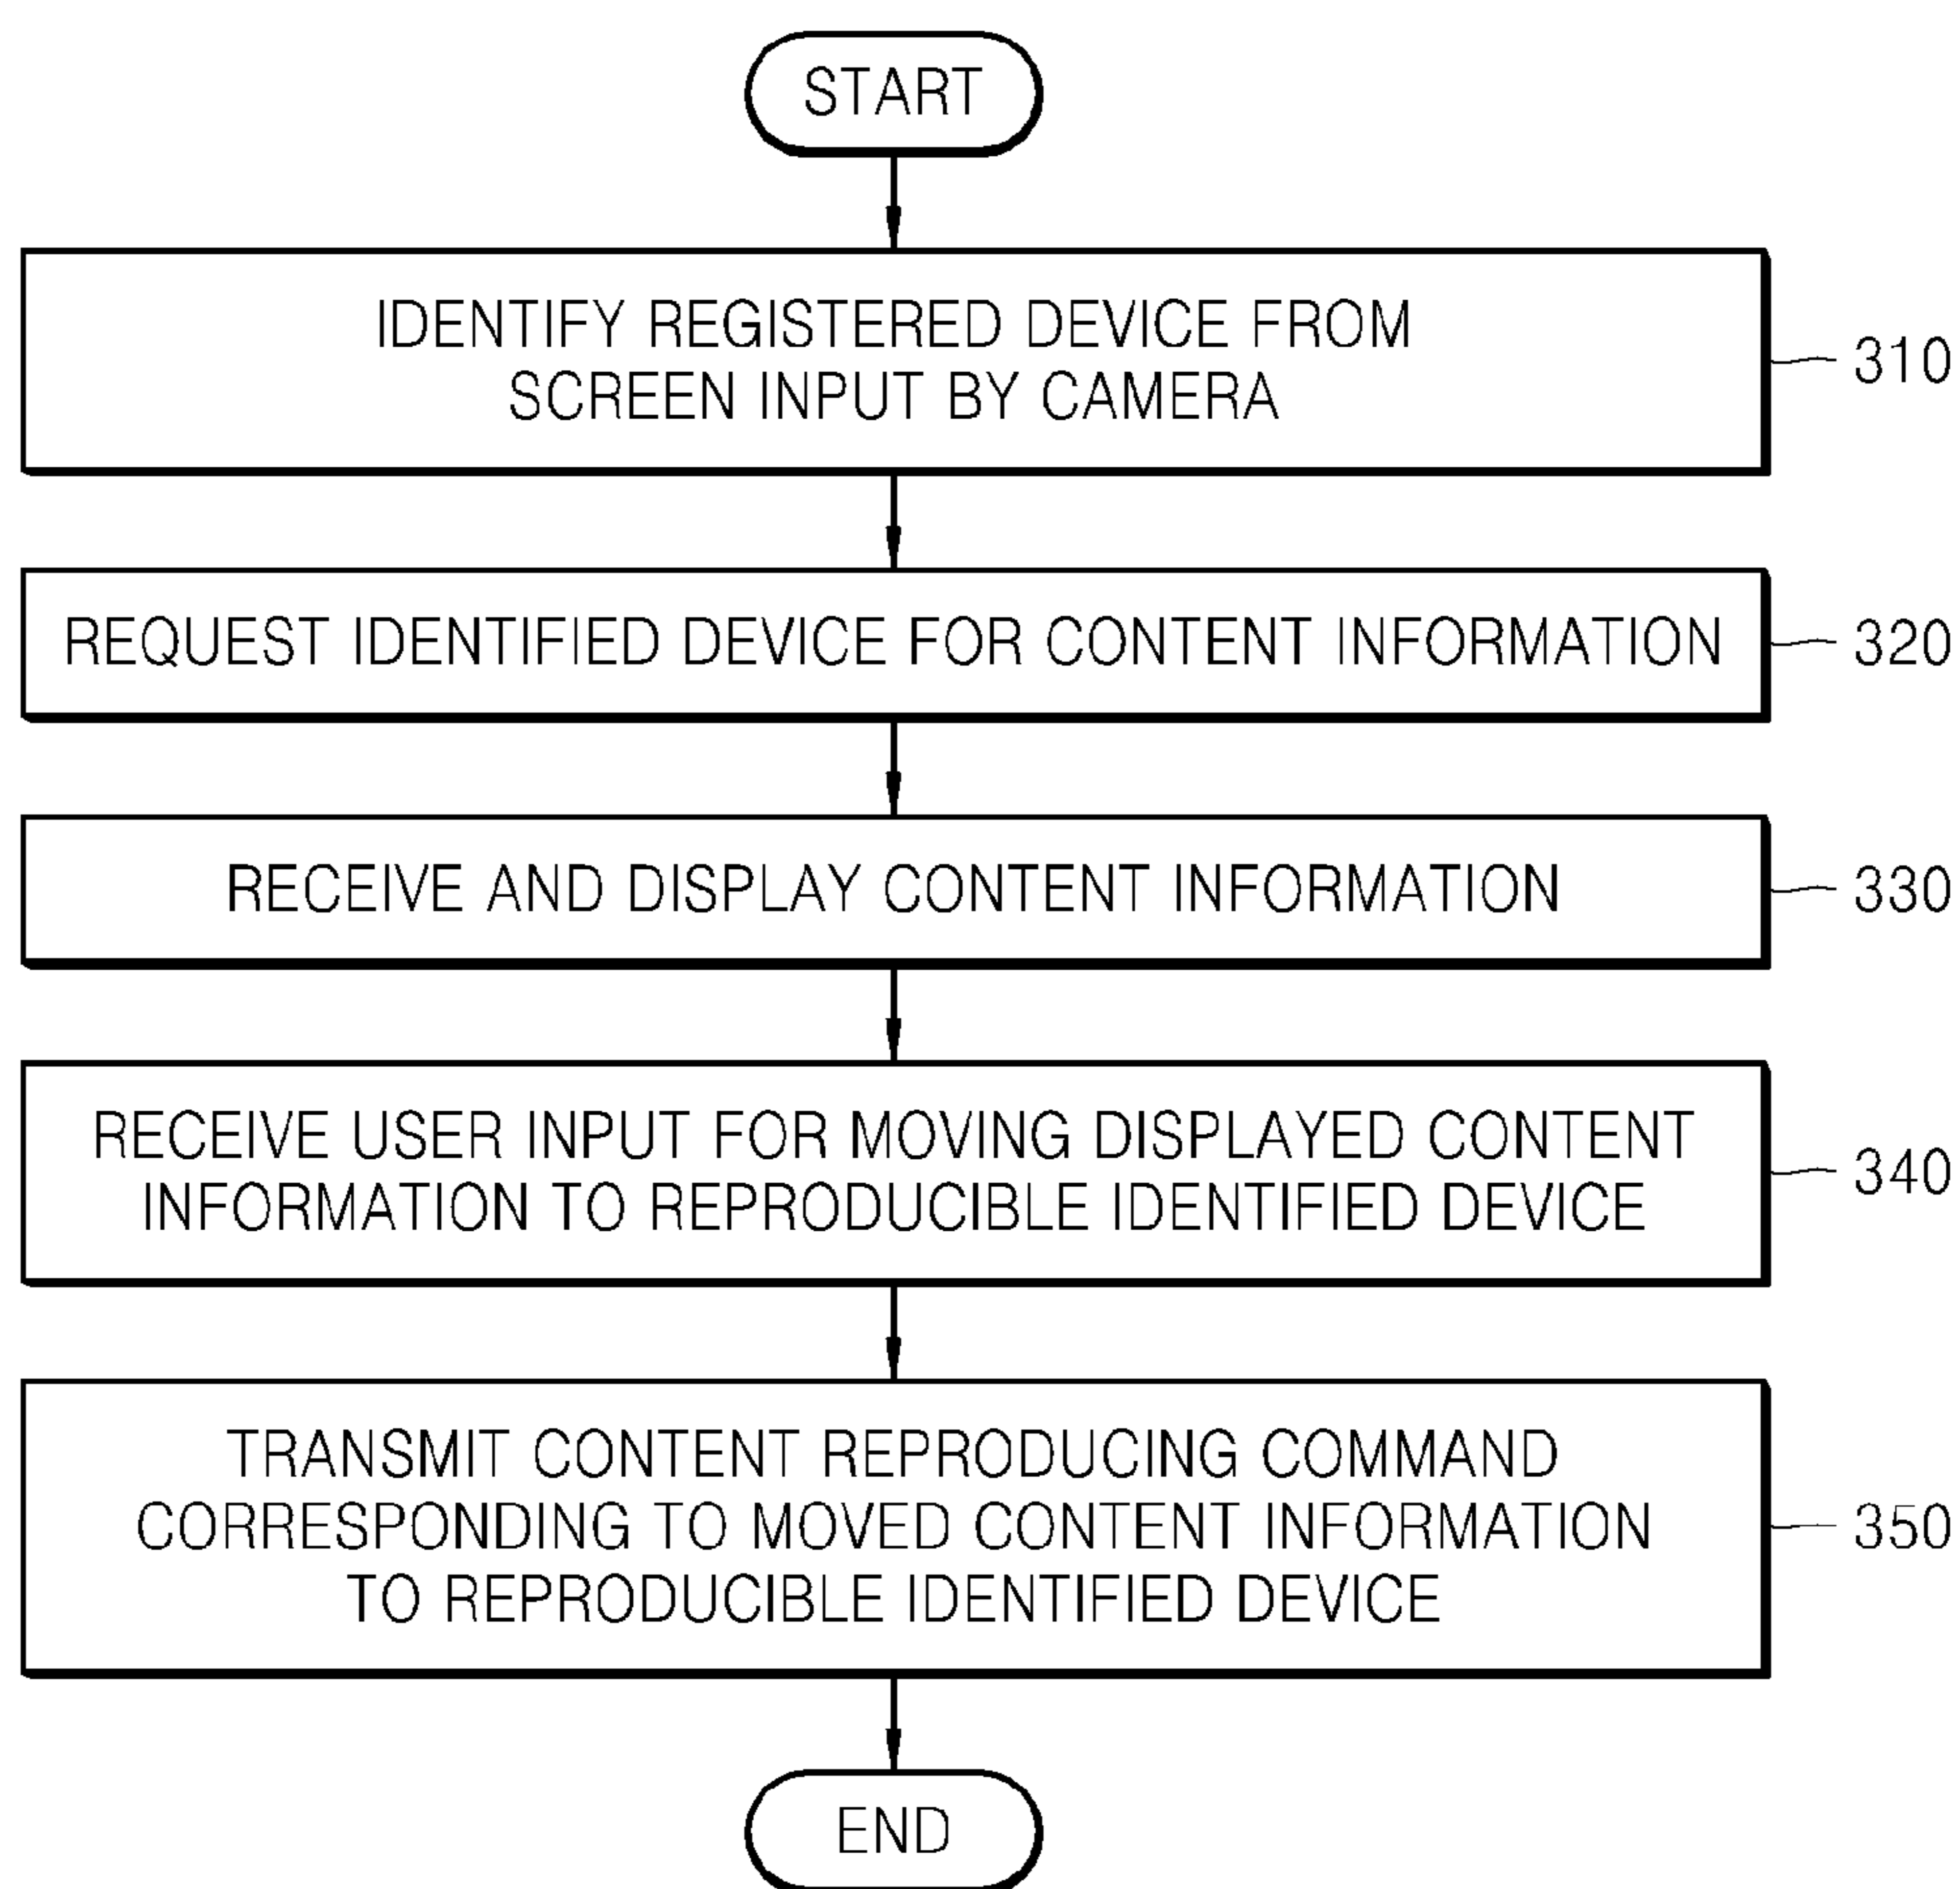 START
IDENTIFY REGISTERED DEVICE FROM
SCREEN INPUT BY CAMERA
310
REQUEST IDENTIFIED DEVICE FOR CONTENT INFORMATION
320
RECEIVE AND DISPLAY CONTENT INFORMATION
330
RECEIVE USER INPUT FOR MOVING DISPLAYED CONTENT
INFORMATION TO REPRODUCIBLE IDENTIFIED DEVICE
340
TRANSMIT CONTENT REPRODUCING COMMAND
CORRESPONDING TO MOVED CONTENT INFORMATION
TO REPRODUCIBLE IDENTIFIED DEVICE
350
END